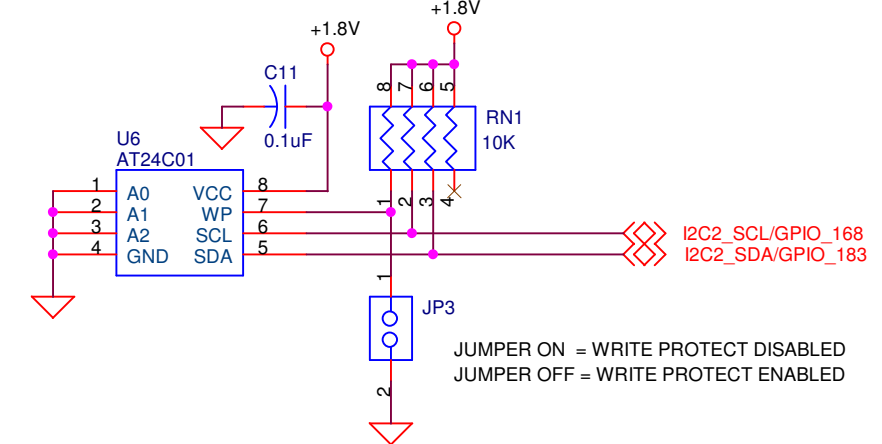 +1.8V
+1.8V
C11
0.1uF
8
7
6
5
RN1
10K
U6
AT24C01
1 A0 VCC 8
2 A1 WP 7
3 A2 SCL 6
4 GND SDA 5
1
2
3
4
I2C2_SCL/GPIO_168
I2C2_SDA/GPIO_183
1
JP3
2
JUMPER ON = WRITE PROTECT DISABLED
JUMPER OFF = WRITE PROTECT ENABLED